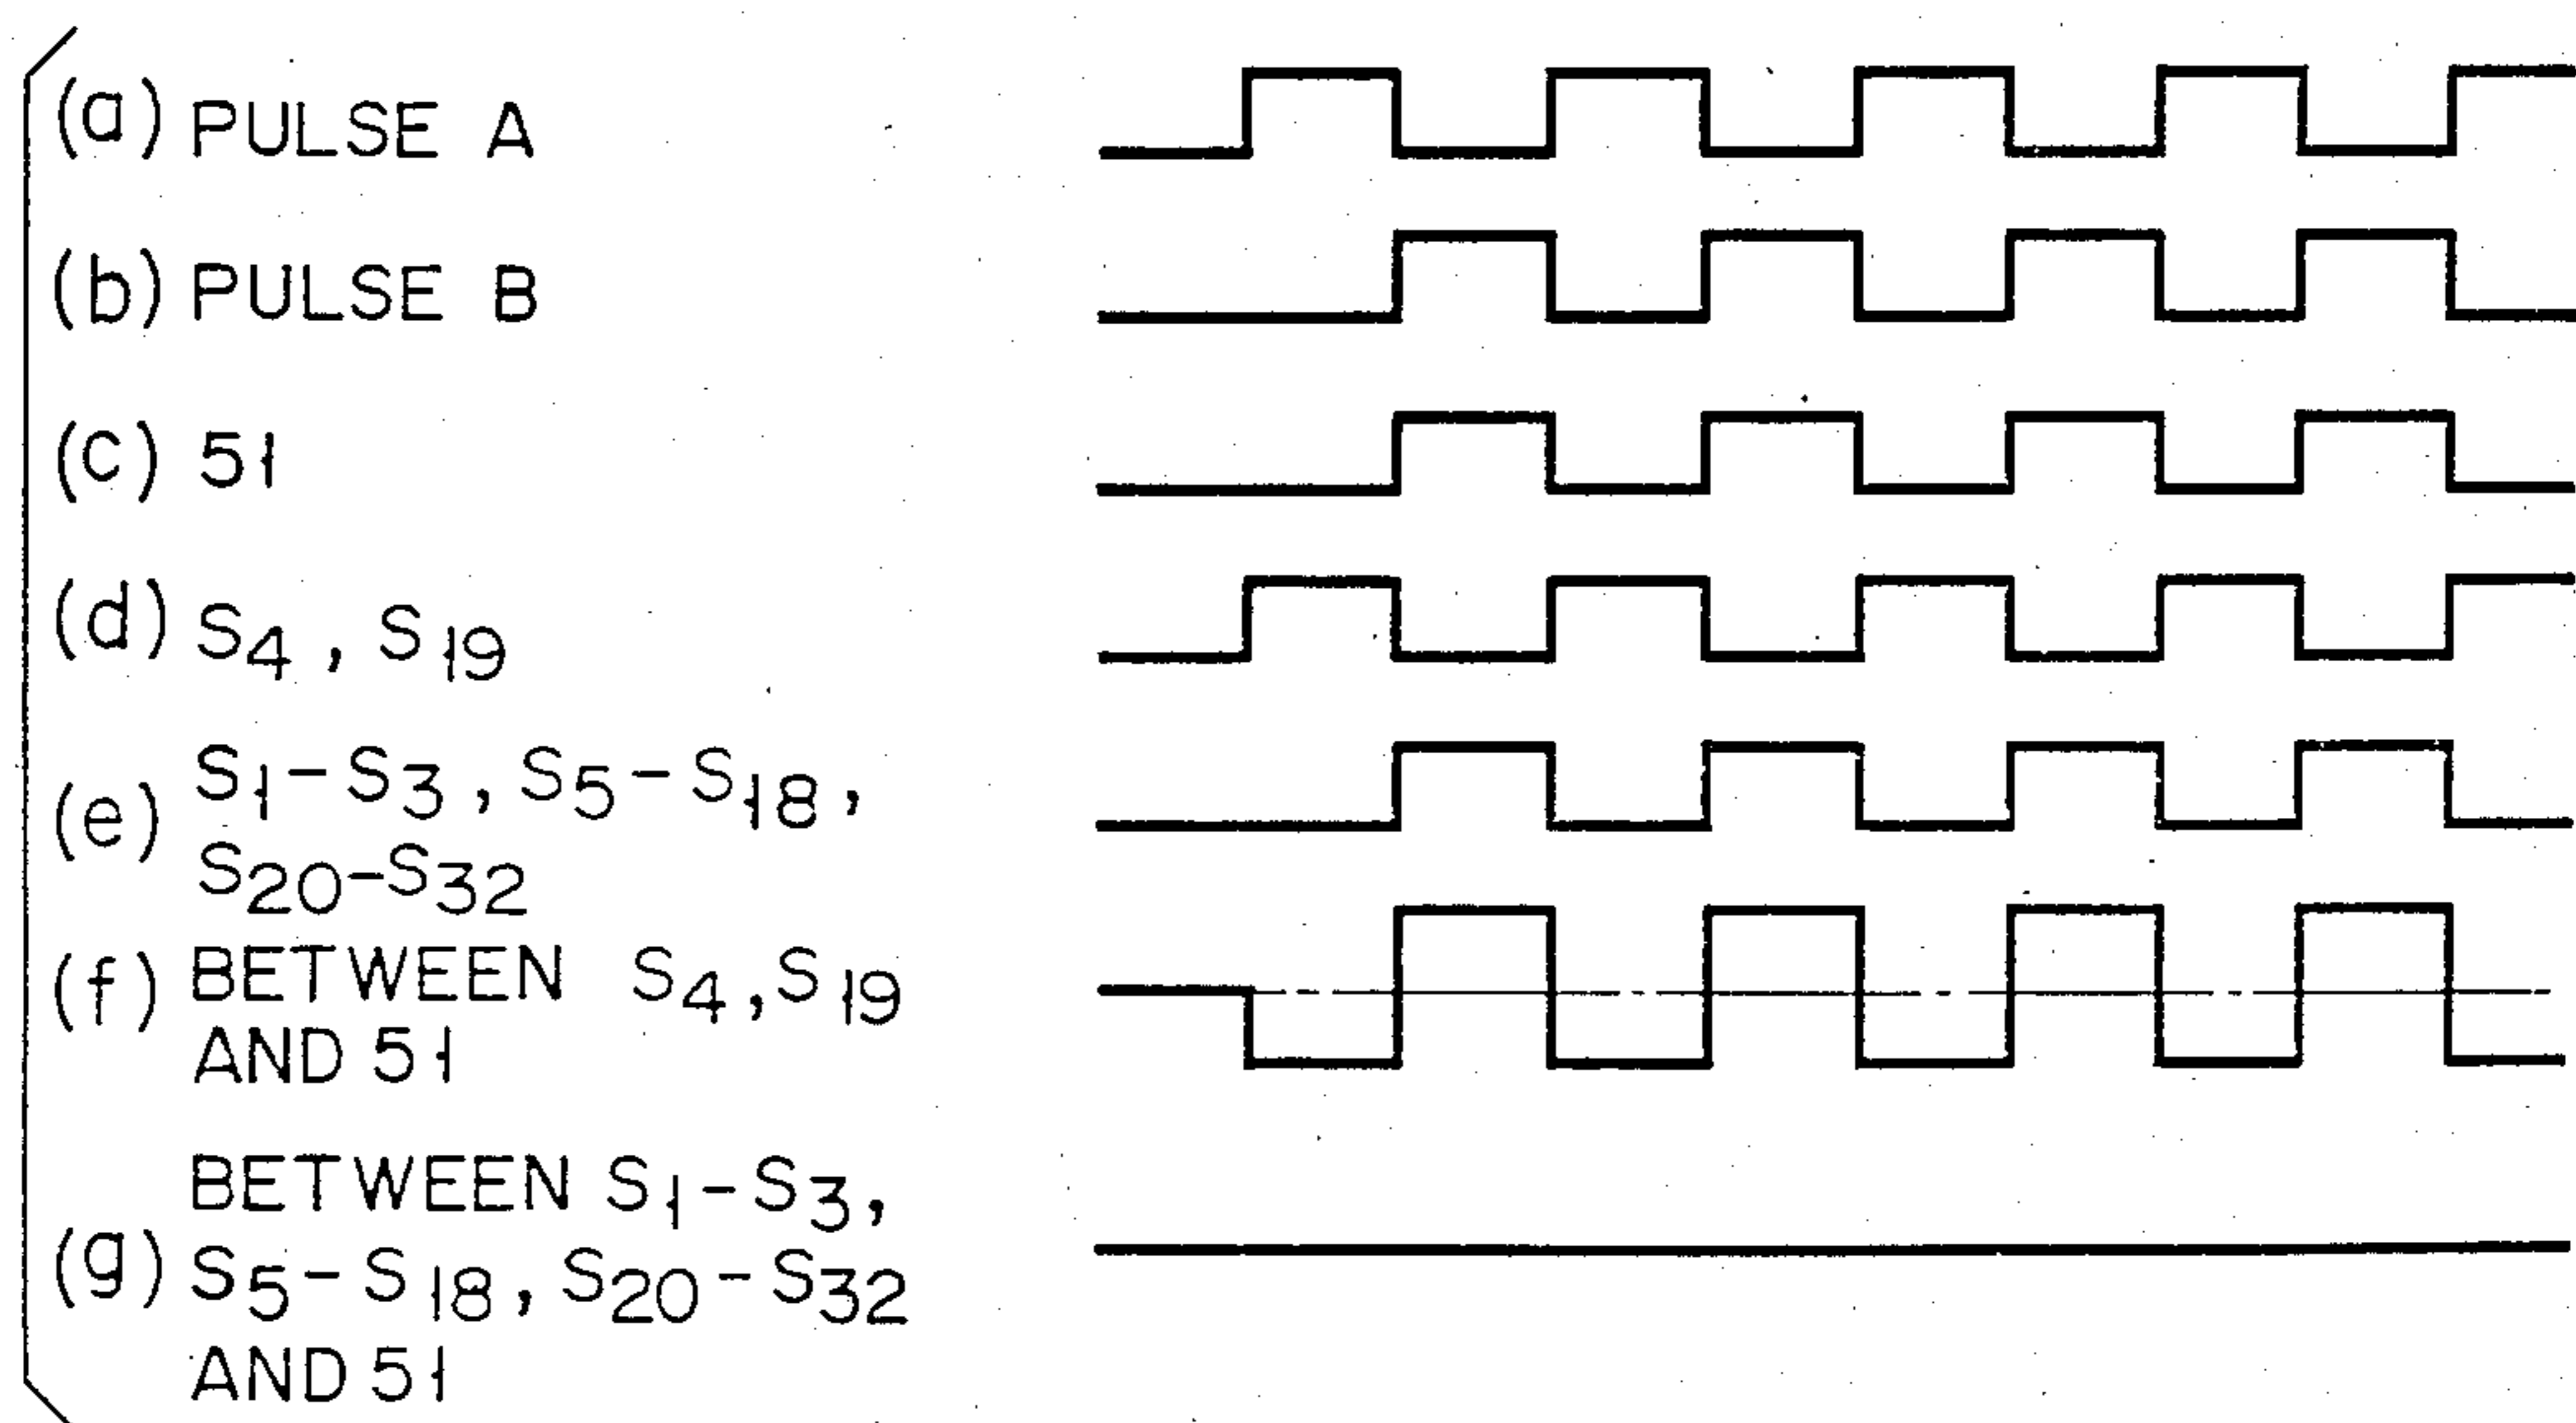 (a) PULSE A
(b) PULSE B
(c) 51
(d) S4 , S19
(e) S1-S3 , S5-S18 ,
S20-S32
(f) BETWEEN S4 , S19
AND 51
BETWEEN S1-S3 ,
(g) S5-S18 , S20-S32
AND 51